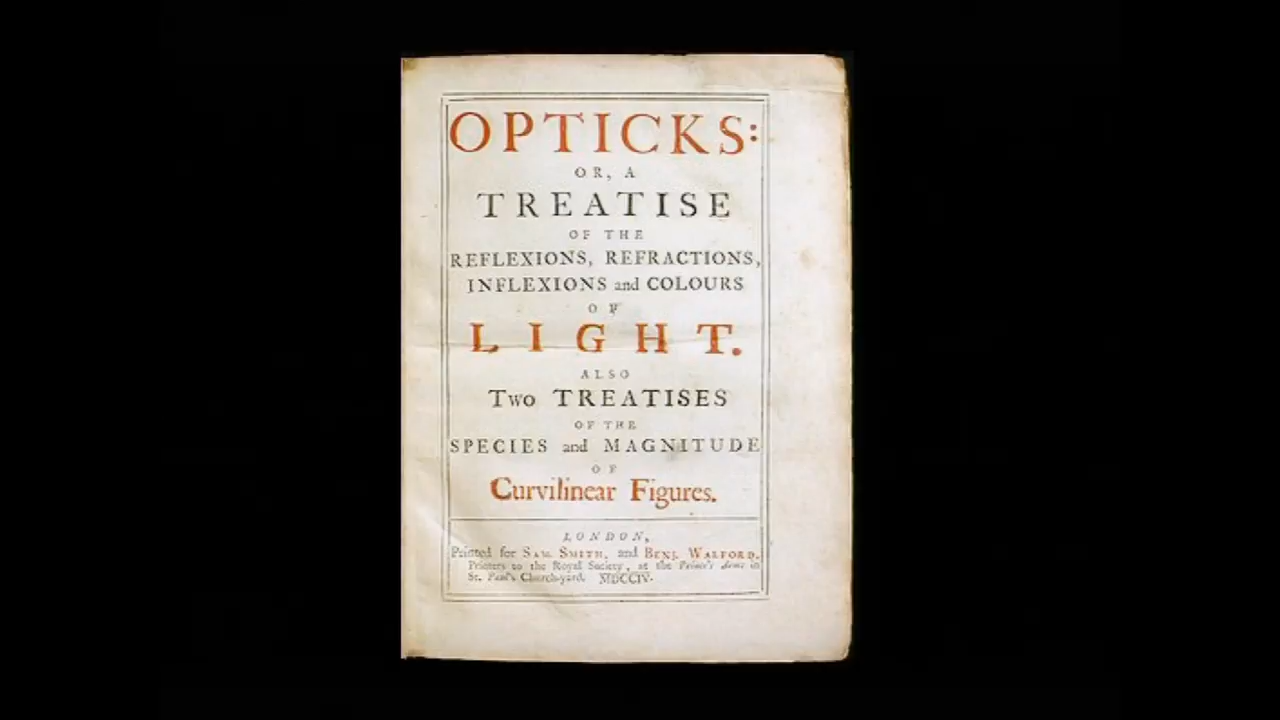 OPTICKS:
OR, A
TREATISE
OF THE
REFLEXIONS, REFRACTIONS,
INFLEXIONS and COLOURS
OF
LIGHT.
ALSO
Two TREATISES
OF THE
SPECIES and MAGNITUDE
OF
Curvilinear Figures.
LONDON,
Printed for SAM. SMITH, and BENJ. WALFORD,
Printers to the Royal Society, at the Prince's Arms in
St. Paul's Church-yard. MDCCIV.